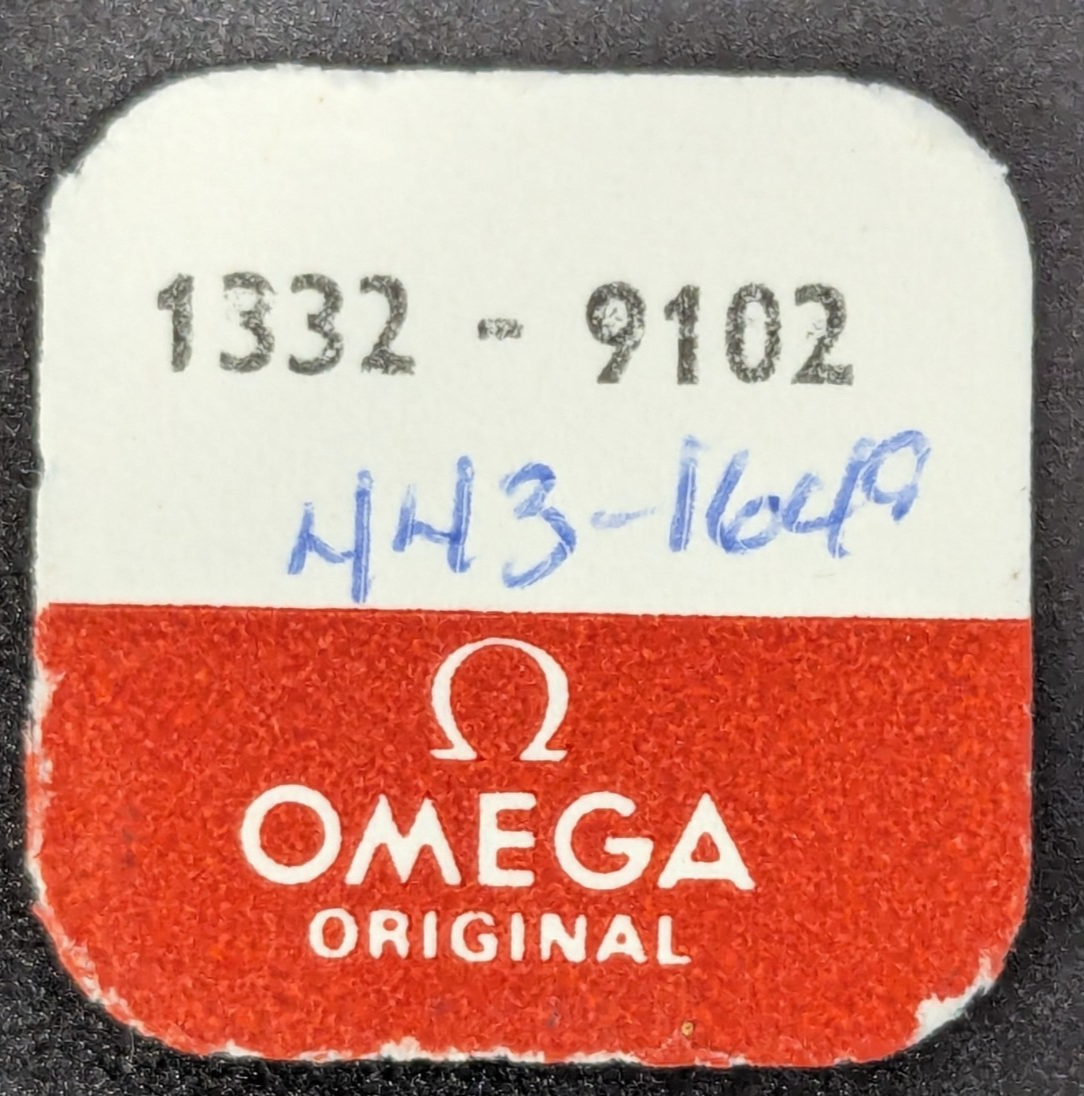 1332 - 9102
443-1649
Ω
OMEGA
ORIGINAL